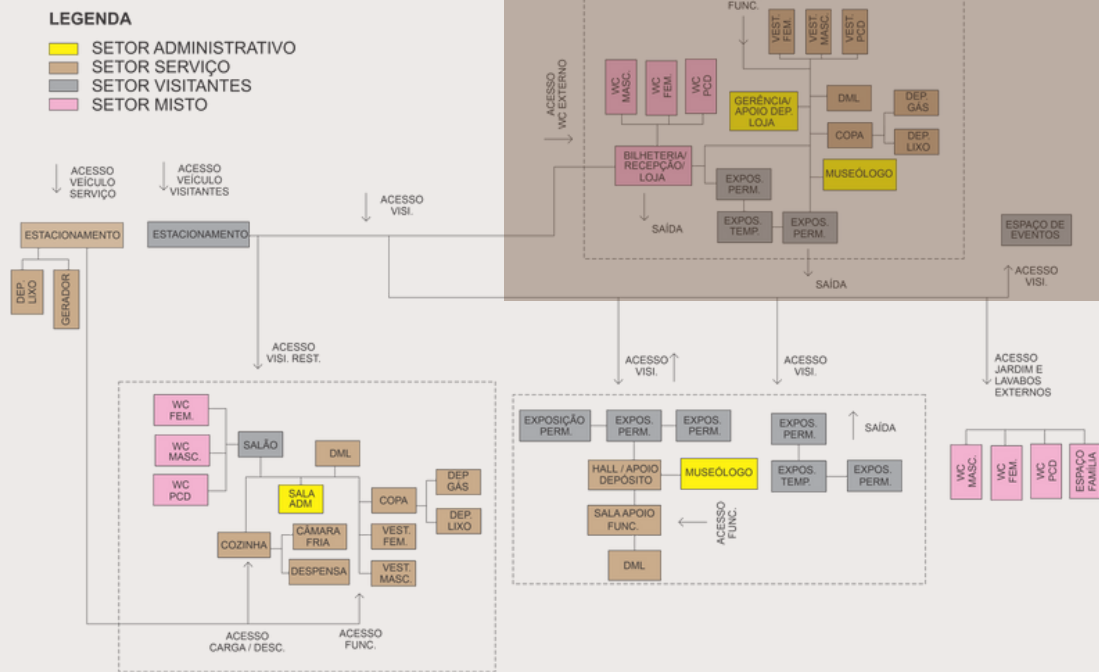 LEGENDA
SETOR ADMINISTRATIVO
SETOR SERVIÇO
SETOR VISITANTES
SETOR MISTO
FUNC.
VEST.
FEM.
VEST.
MASC.
VEST.
PCD
ACESSO
WC EXTERNO
WC
MASC.
WC
FEM.
WC
PCD
GERÊNCIA/
APOIO DEP.
LOJA
DML
COPA
DEP.
GÁS
DEP.
LIXO
BILHETERIA/
RECEPÇÃO/
LOJA
MUSEÓLOGO
EXPOS.
PERM.
EXPOS.
TEMP.
EXPOS.
PERM.
SAÍDA
SAÍDA
ESPAÇO DE
EVENTOS
ACESSO
VISI.
ACESSO
VEÍCULO
SERVIÇO
ACESSO
VEÍCULO
VISITANTES
ACESSO
VISI.
ESTACIONAMENTO
ESTACIONAMENTO
DEP.
LIXO
GERADOR
ACESSO
VISI. REST.
ACESSO
VISI.
ACESSO
VISI.
ACESSO
JARDIM E
LAVABOS
EXTERNOS
WC
FEM.
WC
MASC.
WC
PCD
SALÃO
DML
SALA
ADM
COPA
DEP
GÁS
DEP.
LIXO
COZINHA
CÂMARA
FRIA
DESPENSA
VEST.
FEM.
VEST.
MASC.
ACESSO
CARGA / DESC.
ACESSO
FUNC.
EXPOSIÇÃO
PERM.
EXPOS.
PERM.
EXPOS.
PERM.
HALL / APOIO
DEPÓSITO
MUSEÓLOGO
SALA APOIO
FUNC.
ACESSO
FUNC.
DML
EXPOS.
PERM.
SAÍDA
EXPOS.
TEMP.
EXPOS.
PERM.
WC
MASC.
WC
FEM.
WC
PCD
ESPAÇO
FAMÍLIA